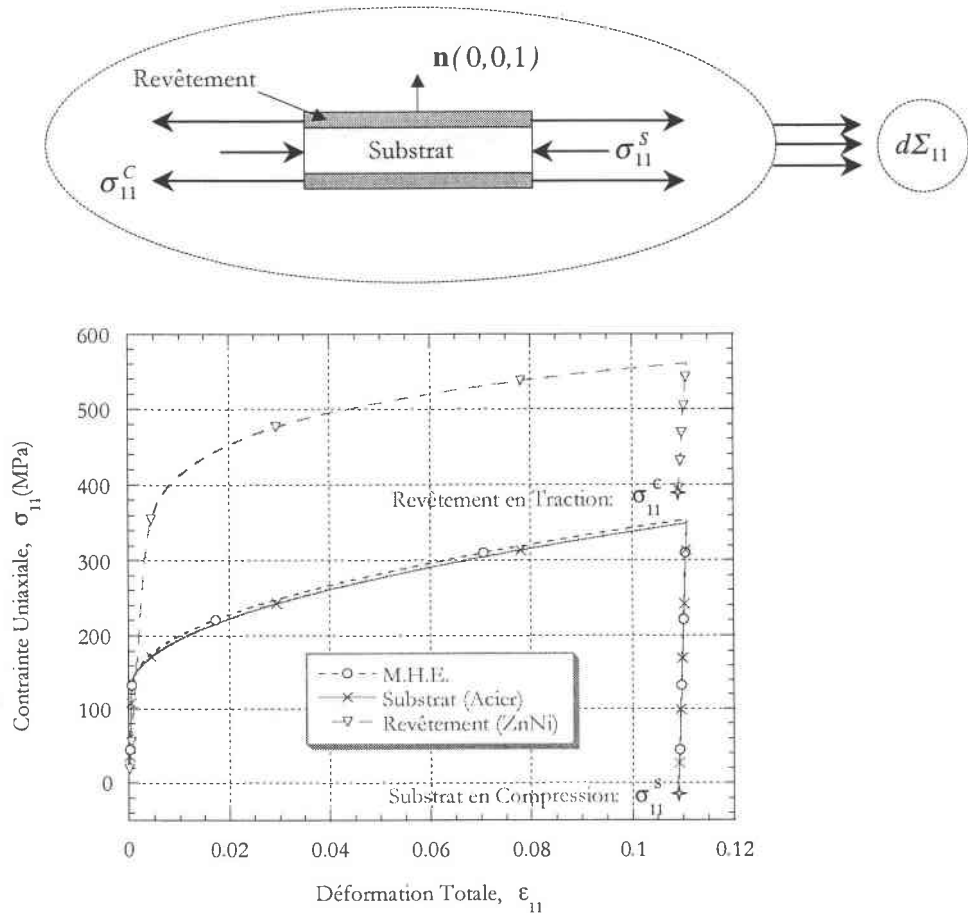 n(0,0,1)
Revêtement
Substrat
σ₁₁ˢ
σ₁₁ᶜ
dΣ₁₁
Contrainte Uniaxiale, σ₁₁(MPa)
600
500
400
300
200
100
0
Revêtement en Traction: σ₁₁ᶜ
M.H.E.
Substrat (Acier)
Revêtement (ZnNi)
Substrat en Compression: σ₁₁ˢ
0
0.02
0.04
0.06
0.08
0.1
0.12
Déformation Totale, ε₁₁